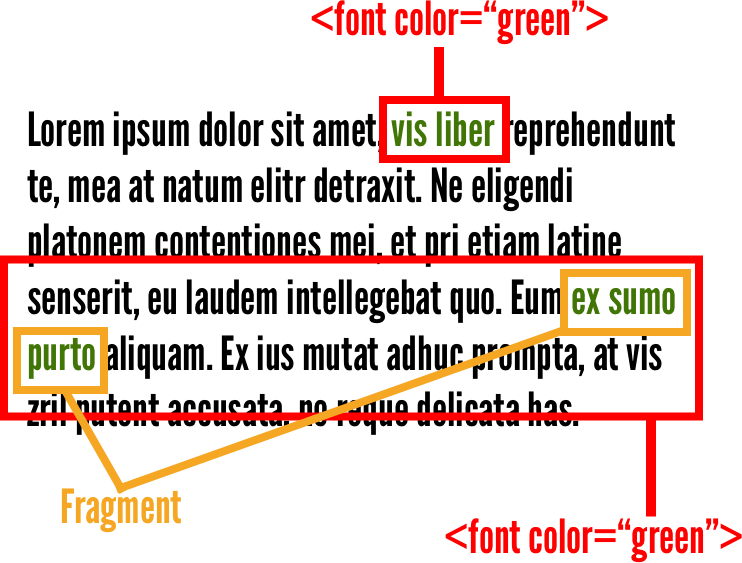 <font color=“green”>
Lorem ipsum dolor sit amet, vis liber reprehendunt
te, mea at natum elitr detraxit. Ne eligendi
platonem contentiones mei, et pri etiam latine
senserit, eu laudem intellegebat quo. Eum ex sumo
purto aliquam. Ex ius mutat adhuc prompta, at vis
zril putent accusata, no reque delicata has.
Fragment
<font color=“green”>